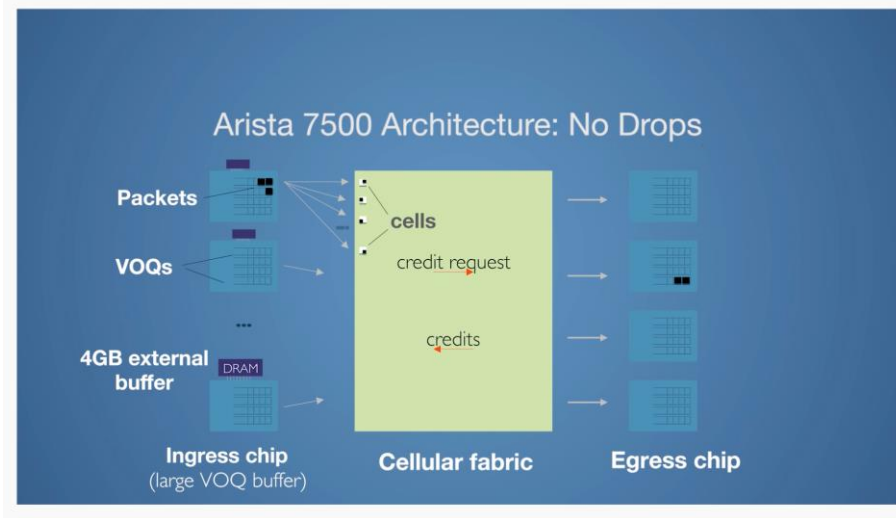 Arista 7500 Architecture: No Drops
Packets
cells
VOQs
credit request
credits
4GB external
buffer
DRAM
Ingress chip
(large VOQ buffer)
Cellular fabric
Egress chip